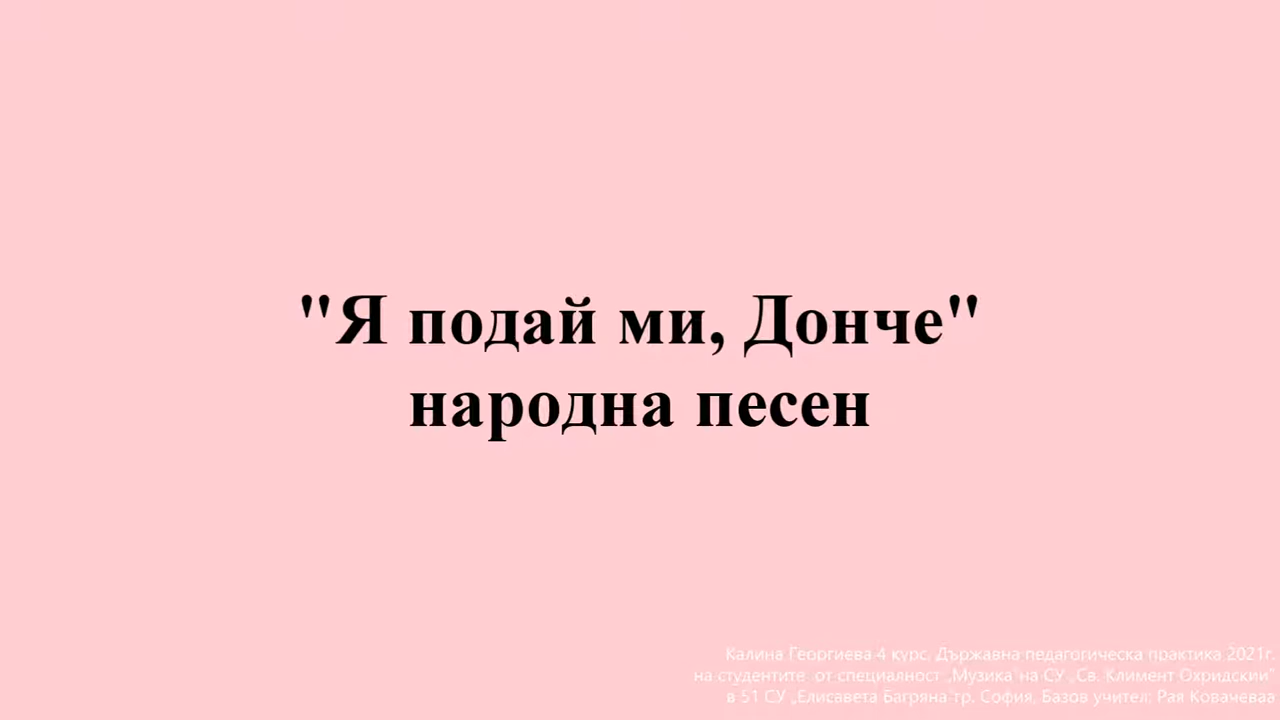 "Я подай ми, Донче"
народна песен
Калина Георгиева 4 курс, Държавна педагогическа практика 2021г.
на студентите от специалност „Музика"на СУ „Св. Климент Охридскии"
в 51 СУ „Елисавета Багряна"гр. София, Базов учител: Рая Ковачеваа